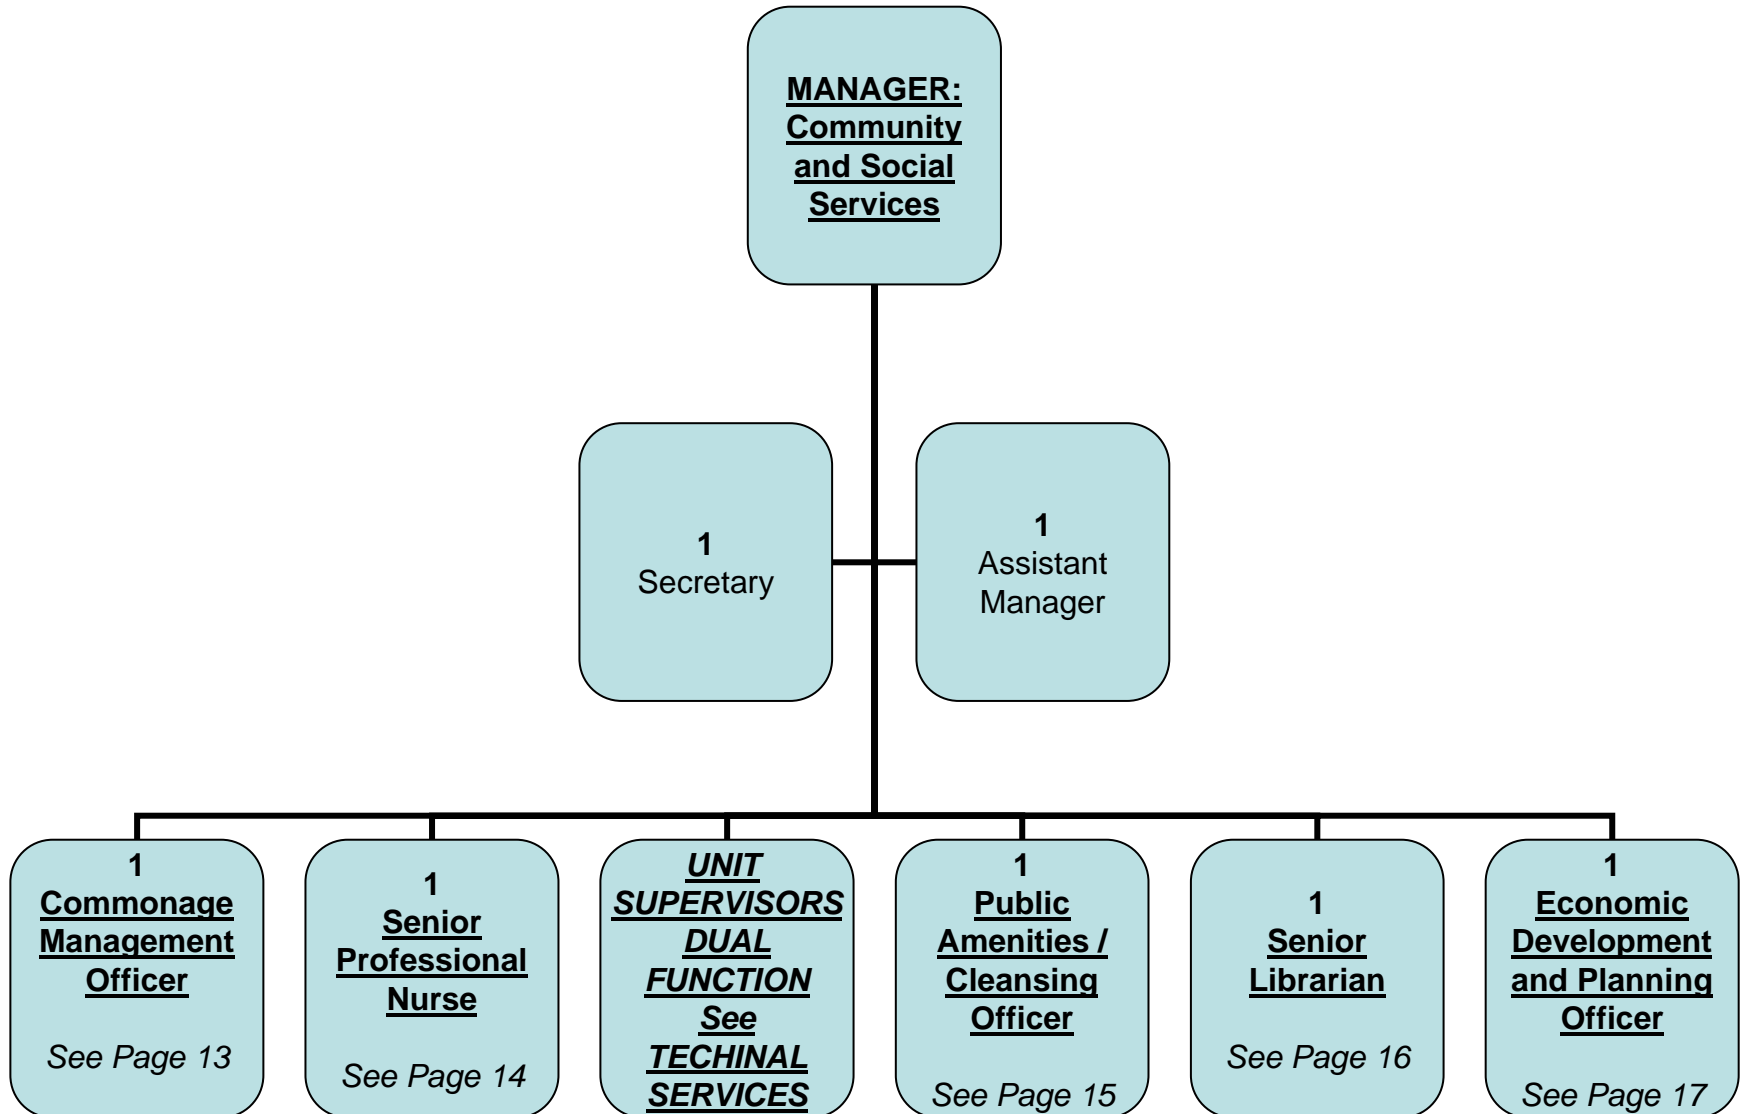 MANAGER:
Community
and Social
Services
1
Secretary
1
Assistant
Manager
1
Commonage
Management
Officer
See Page 13
1
Senior
Professional
Nurse
See Page 14
UNIT
SUPERVISORS
DUAL
FUNCTION
See
TECHINAL
SERVICES
1
Public
Amenities /
Cleansing
Officer
See Page 15
1
Senior
Librarian
See Page 16
1
Economic
Development
and Planning
Officer
See Page 17